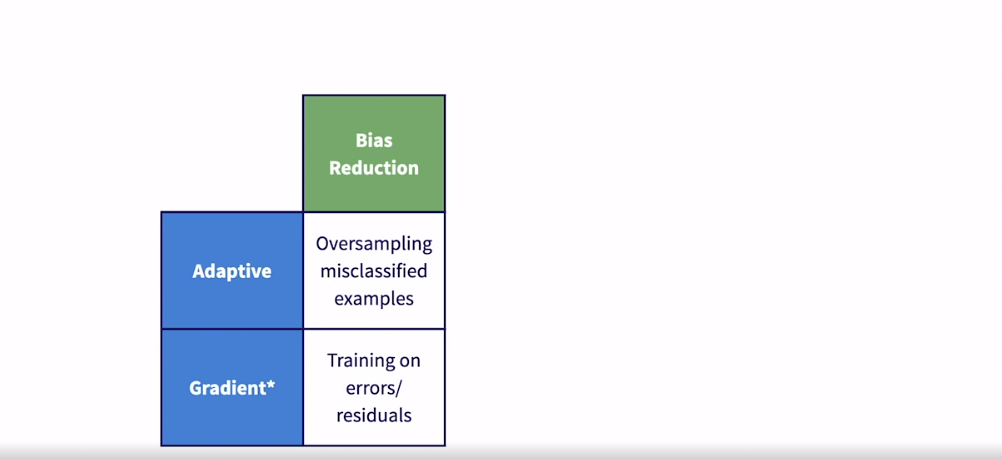 Bias
Reduction
Adaptive
Oversampling
misclassified
examples
Gradient*
Training on
errors/
residuals